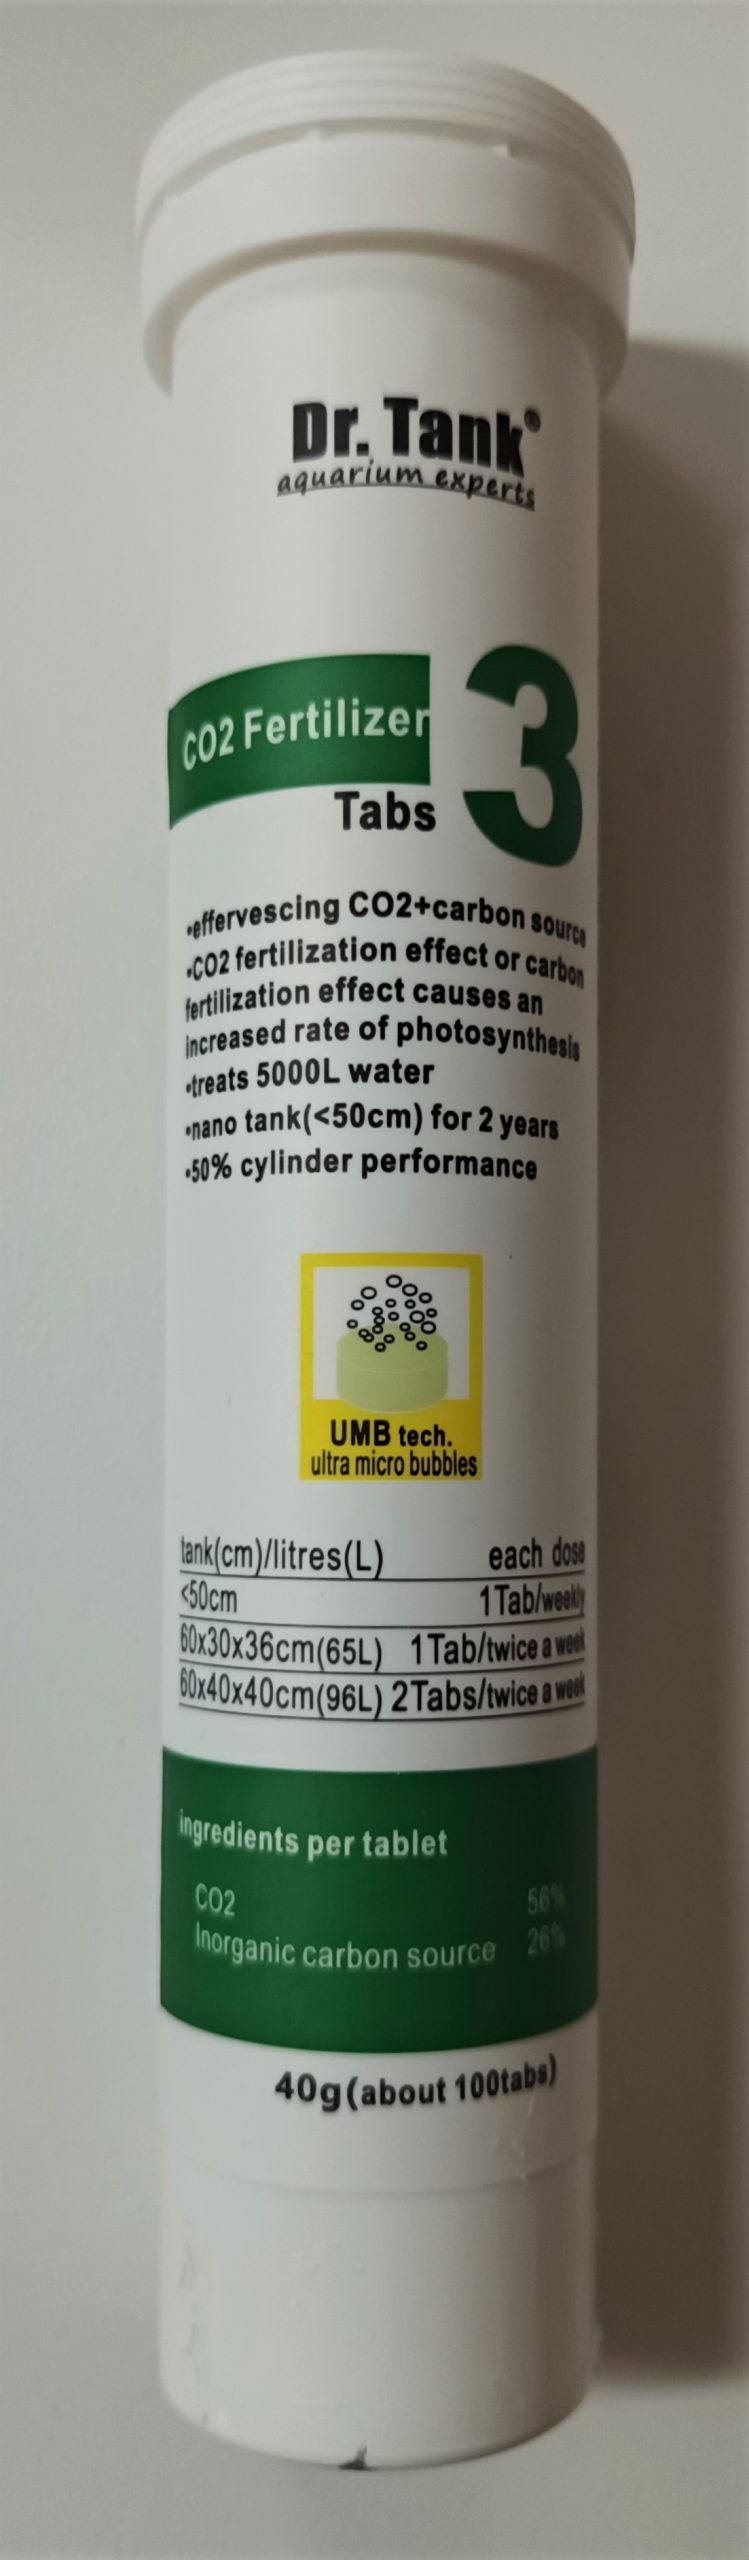 Dr. Tank®
aquarium experts
CO2 Fertilizer 3
Tabs
•effervescing CO2+carbon source
•CO2 fertilization effect or carbon
fertilization effect causes an
increased rate of photosynthesis
•treats 5000L water
•nano tank(<50cm) for 2 years
•50% cylinder performance
UMB tech.
ultra micro bubbles
tank(cm)/litres(L) each dose
<50cm 1Tab/weekly
60x30x36cm(65L) 1Tab/twice a week
60x40x40cm(96L) 2Tabs/twice a week
ingredients per tablet
CO2 56%
Inorganic carbon source 26%
40g(about 100tabs)